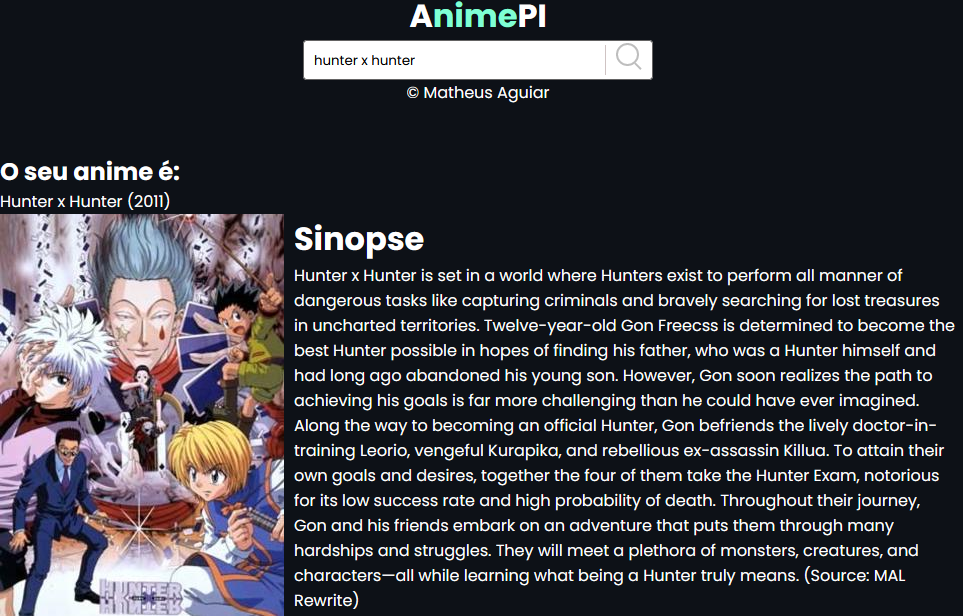 AnimePI
hunter x hunter
© Matheus Aguiar
O seu anime é:
Hunter x Hunter (2011)
Sinopse
Hunter x Hunter is set in a world where Hunters exist to perform all manner of
dangerous tasks like capturing criminals and bravely searching for lost treasures
in uncharted territories. Twelve-year-old Gon Freecss is determined to become the
best Hunter possible in hopes of finding his father, who was a Hunter himself and
had long ago abandoned his young son. However, Gon soon realizes the path to
achieving his goals is far more challenging than he could have ever imagined.
Along the way to becoming an official Hunter, Gon befriends the lively doctor-in-
training Leorio, vengeful Kurapika, and rebellious ex-assassin Killua. To attain their
own goals and desires, together the four of them take the Hunter Exam, notorious
for its low success rate and high probability of death. Throughout their journey,
Gon and his friends embark on an adventure that puts them through many
hardships and struggles. They will meet a plethora of monsters, creatures, and
characters—all while learning what being a Hunter truly means. (Source: MAL
Rewrite)
HUNTER
HUNTER